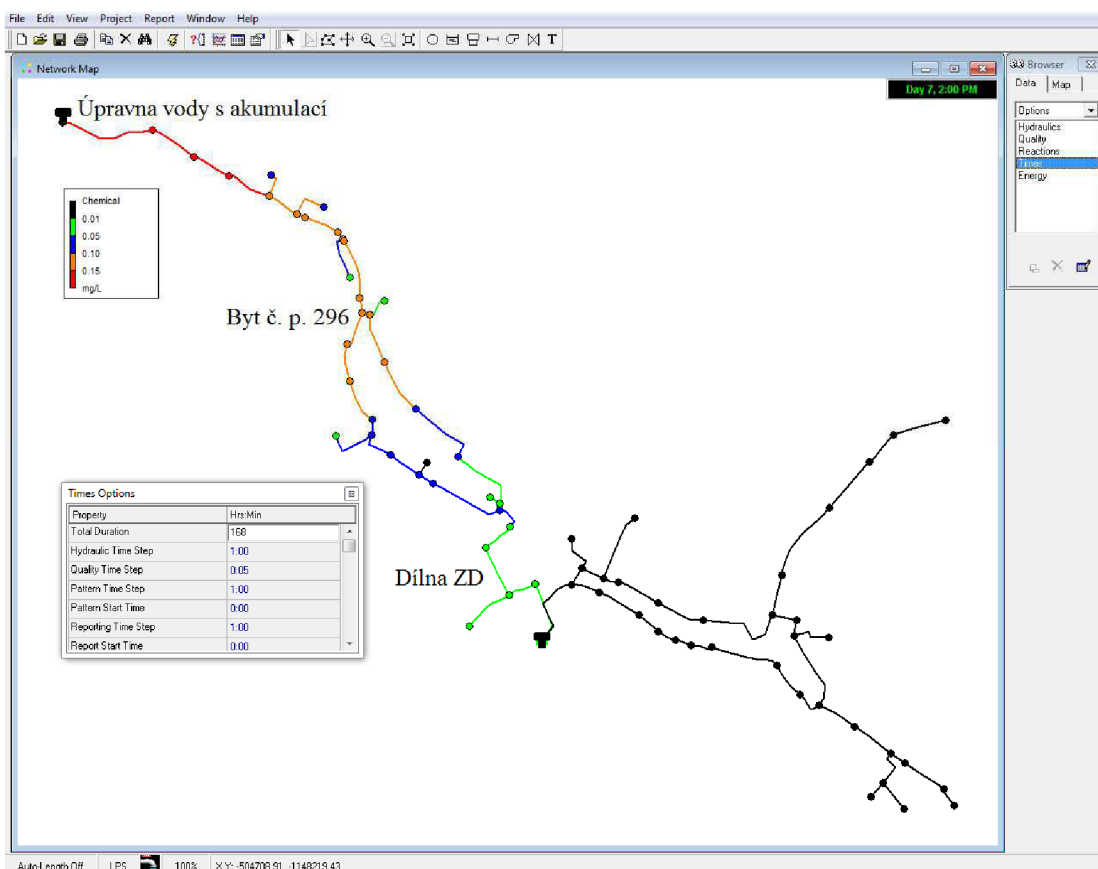 File Edit View Project Report Window Help
Network Map
Day 7, 2:00 PM
Úpravna vody s akumulací
Chemical
0.01
0.05
0.10
0.15
mg/L
Byt č. p. 296
Dílna ZD
Times Options
Property Hrs:Min
Total Duration 168
Hydraulic Time Step 1:00
Quality Time Step 0:05
Pattern Time Step 1:00
Pattern Start Time 0:00
Reporting Time Step 1:00
Report Start Time 0:00
Browser
Data Map
Options
Hydraulics
Quality
Reactions
Times
Energy
Auto-Length Off LPS 100% X,Y: -504708.91, -1148219.43